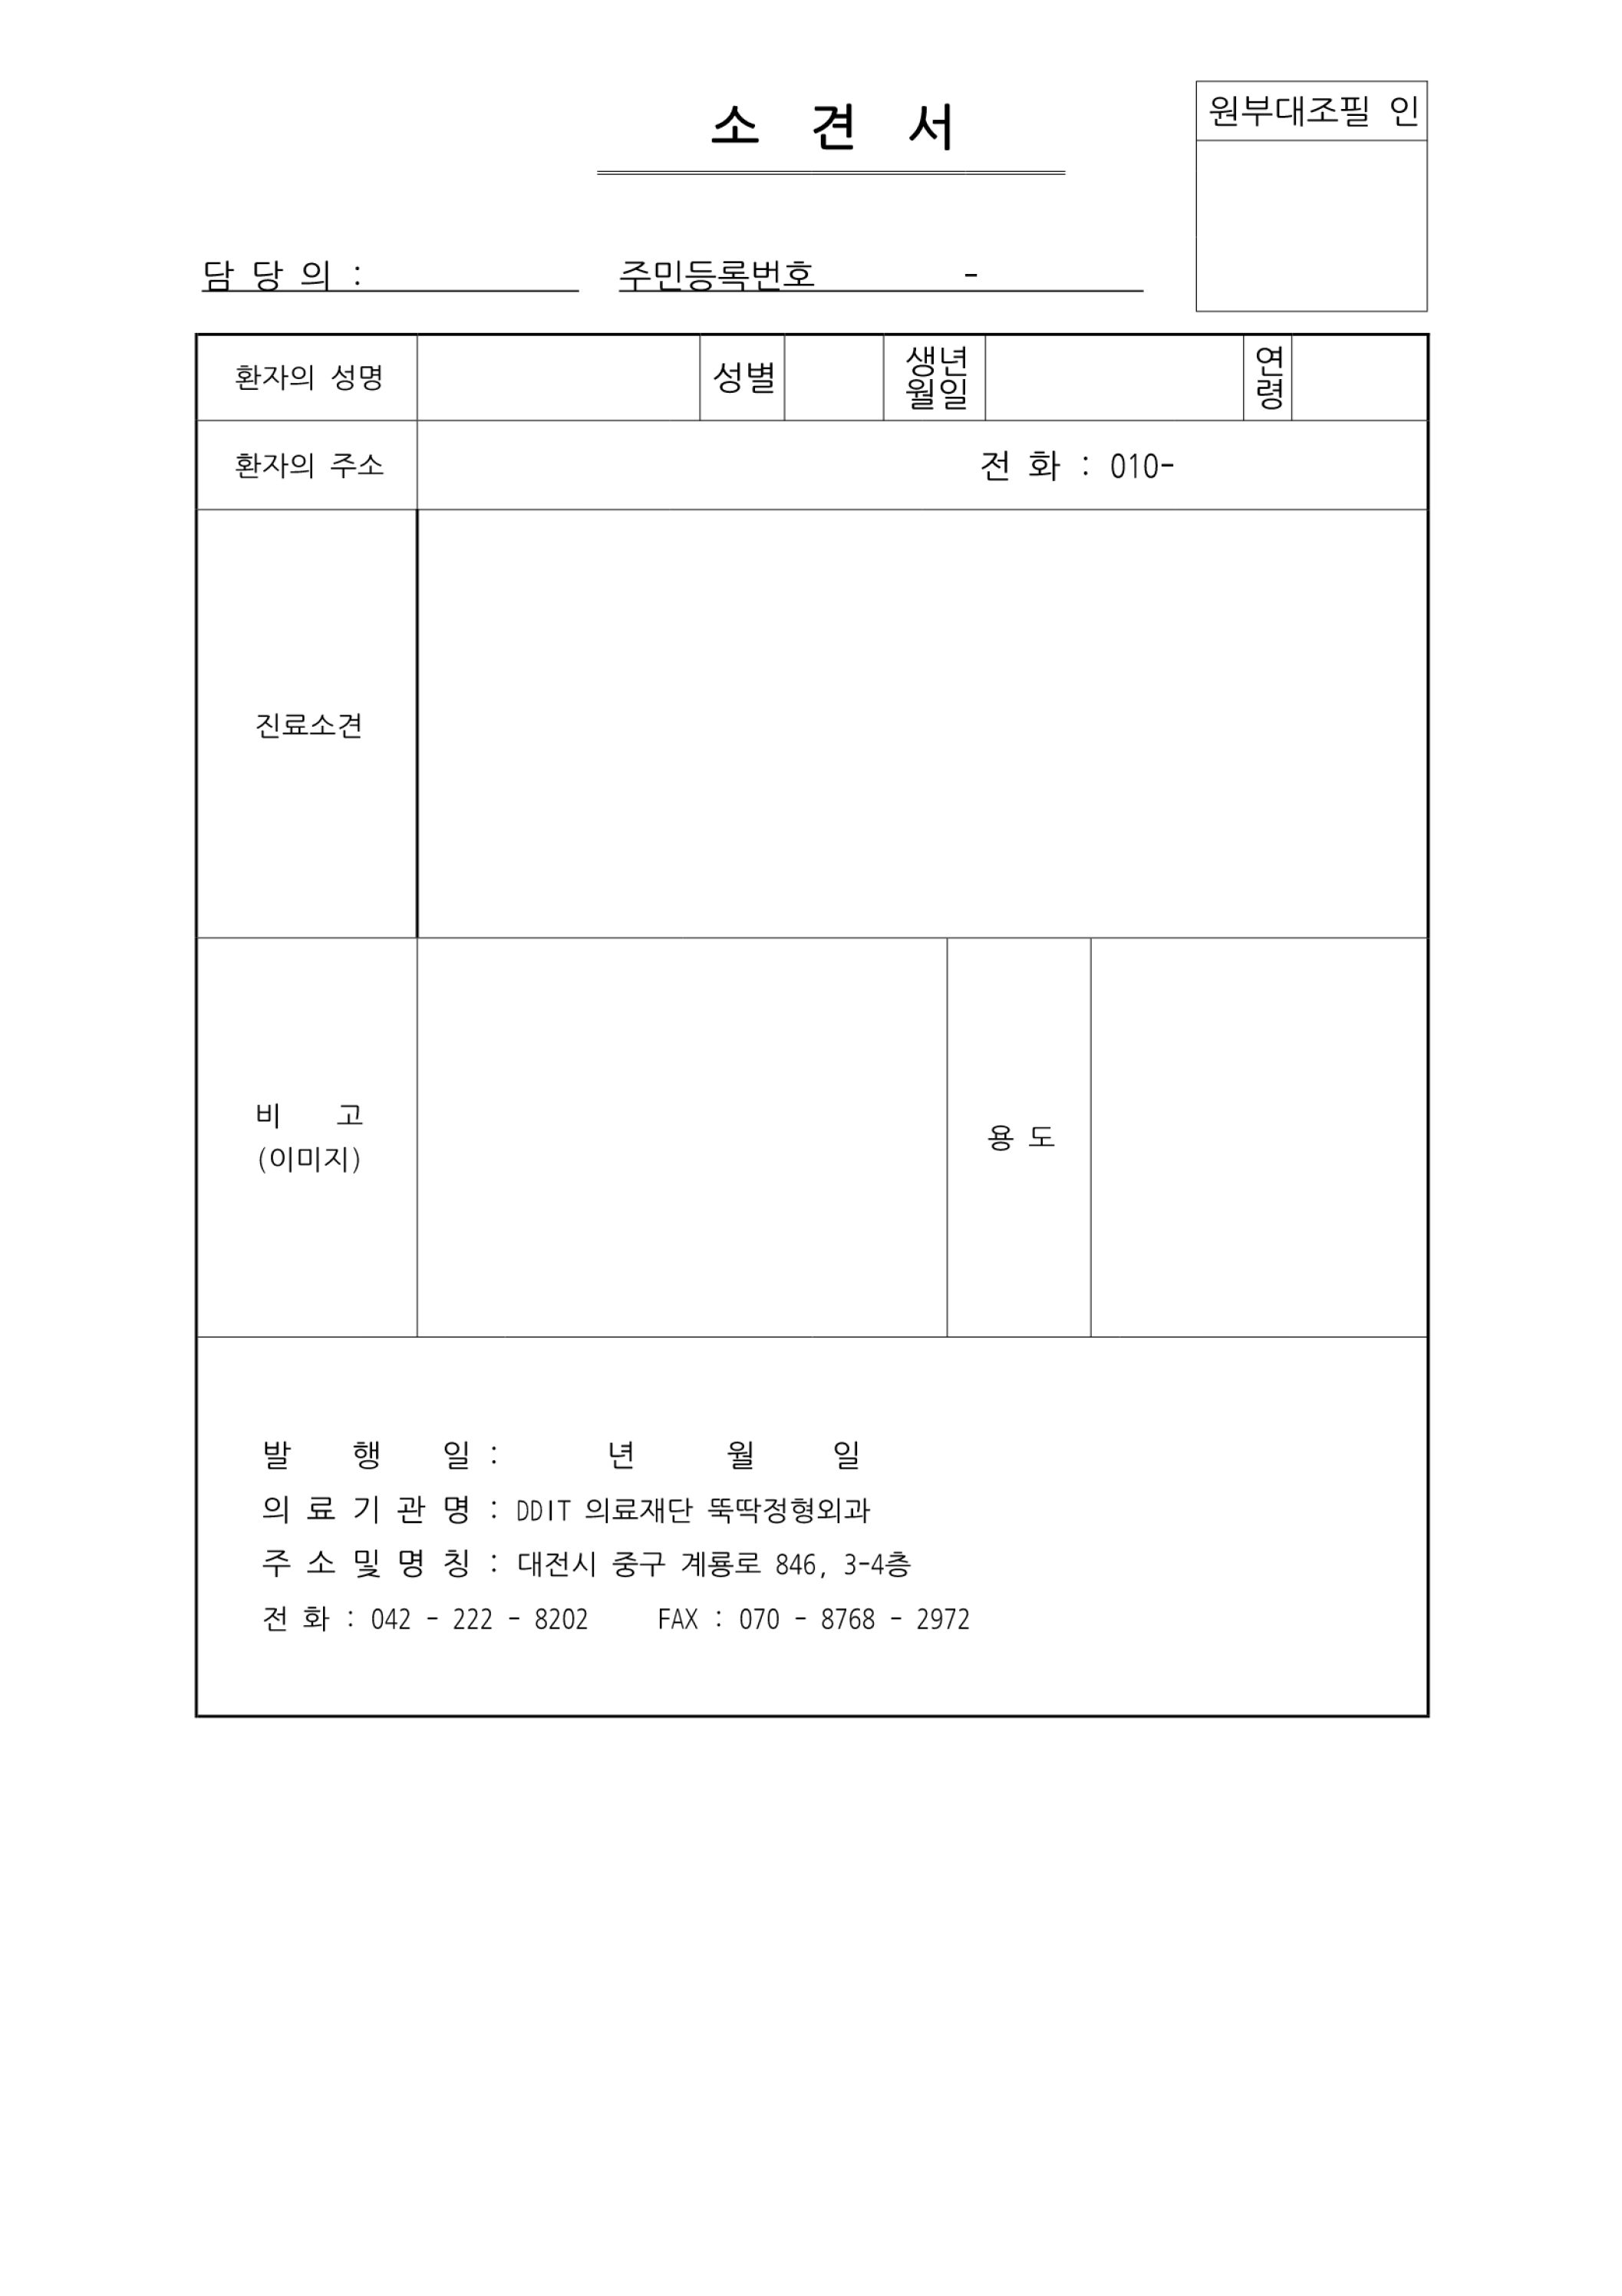 소 견 서
원부대조필 인
담 당 의 :
주민등록번호 -
환자의 성명
성별
생년
월일
연
령
환자의 주소
전 화 : 010-
진료소견
비 고
(이미지)
용 도
발 행 일 : 년 월 일
의 료 기 관 명 : DDIT 의료재단 뚝딱정형외과
주 소 및 명 칭 : 대전시 중구 계룡로 846, 3-4층
전 화 : 042 - 222 - 8202 FAX : 070 - 8768 - 2972